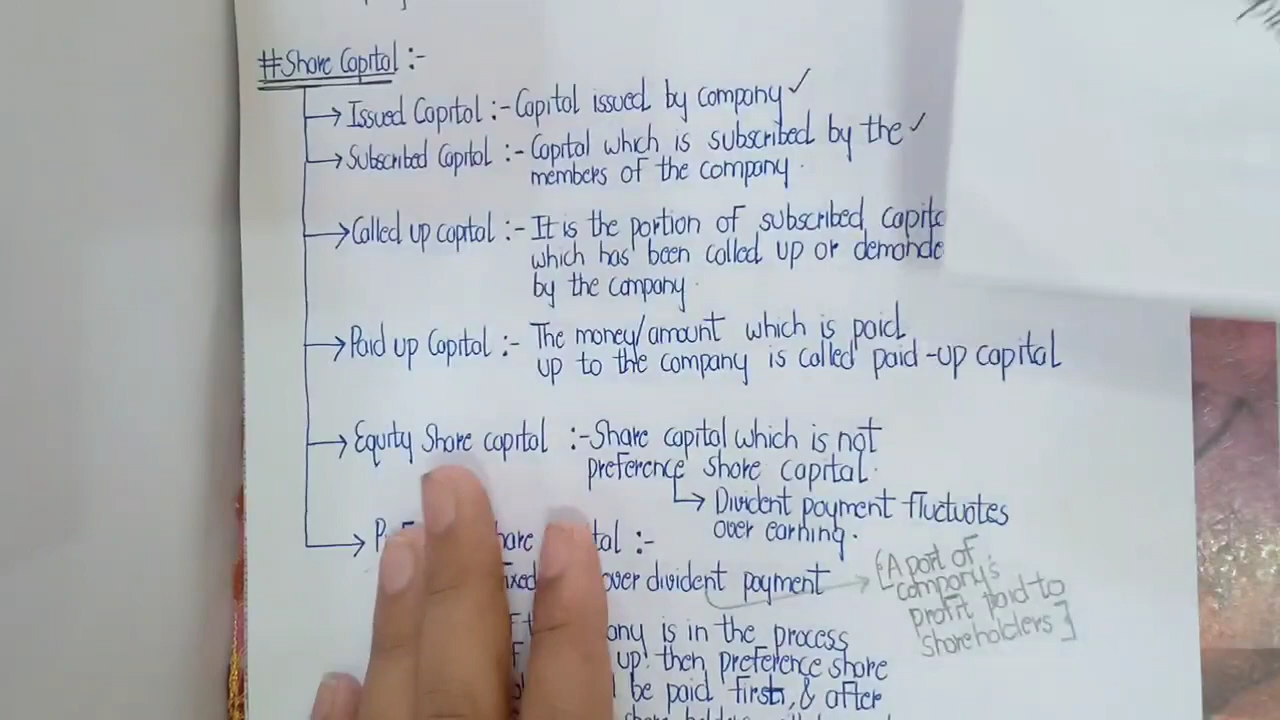 #Share Capital :-
Issued Capital :- Capital issued by company ✓
Subscribed Capital :- Capital which is subscribed by the ✓
members of the company.
Called up capital :- It is the portion of subscribed
which has been called up or
by the company.
Paid up Capital :- The money/amount which is paid
up to the company is called paid-up capital
Equity Share capital :- Share capital which is not
preference share capital.
Divident payment fluctuates
over earning.
:-
over divident payment
[A part of
company's
profit paid to
shareholders]
is in the process
up! then preference share
be paid first, & after